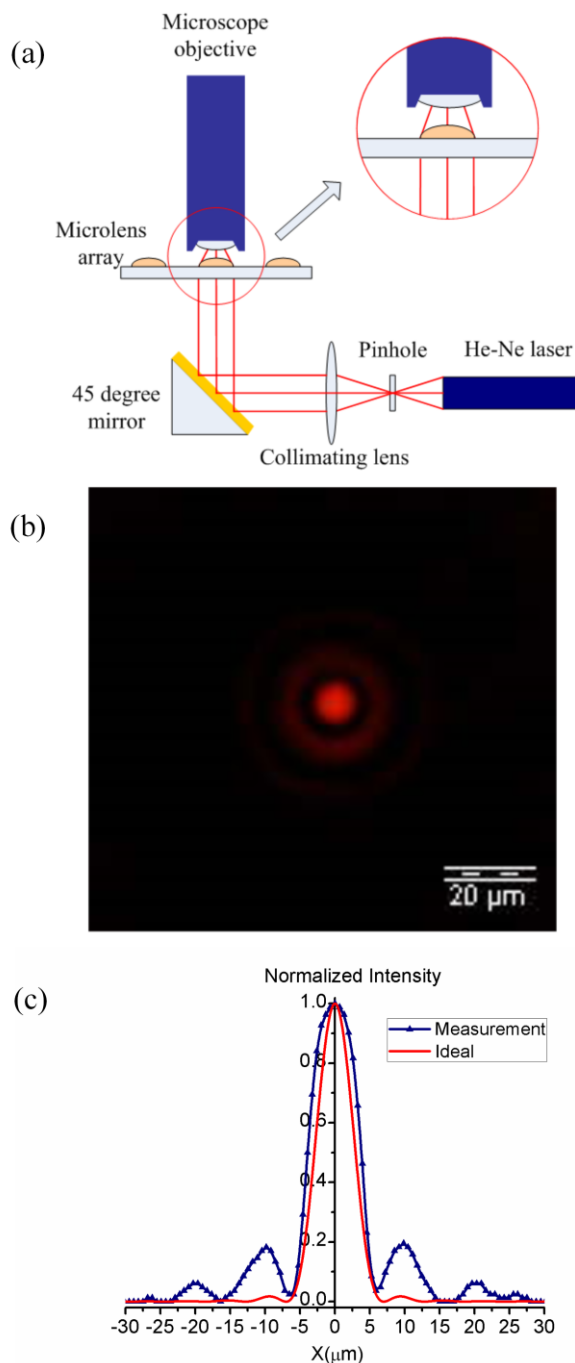 (a)
Microscope
objective
Microlens
array
Pinhole
He-Ne laser
45 degree
mirror
Collimating lens
(b)
20 µm
(c)
Normalized Intensity
1.0
0.8
0.6
0.4
0.2
0.0
Measurement
Ideal
-30 -25 -20 -15 -10 -5 0 5 10 15 20 25 30
X(µm)